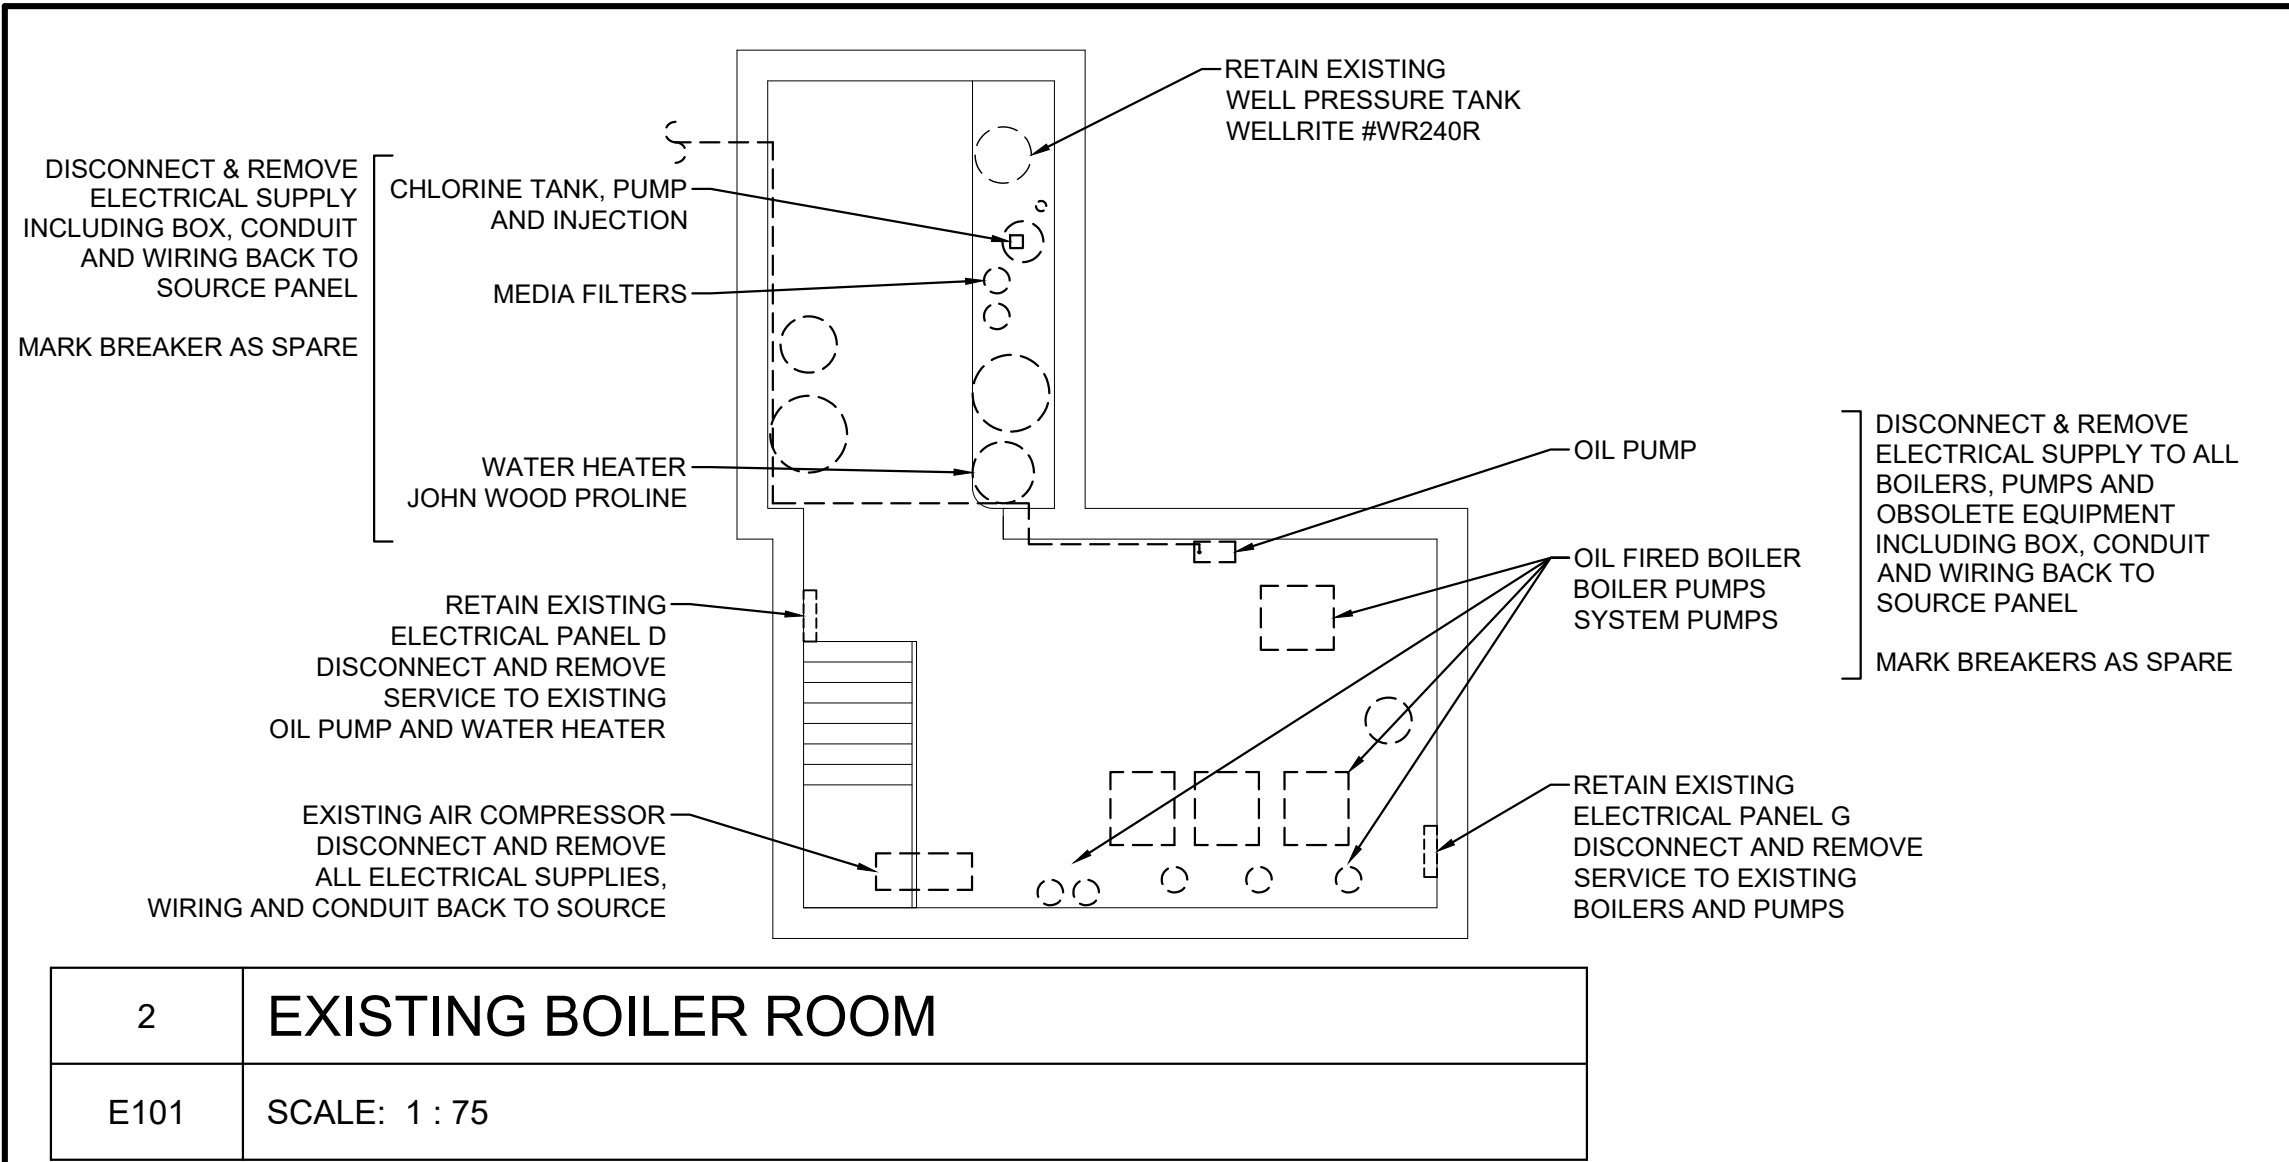 RETAIN EXISTING
WELL PRESSURE TANK
WELLRITE #WR240R
DISCONNECT & REMOVE
ELECTRICAL SUPPLY
INCLUDING BOX, CONDUIT
AND WIRING BACK TO
SOURCE PANEL
MARK BREAKER AS SPARE
CHLORINE TANK, PUMP
AND INJECTION
MEDIA FILTERS
WATER HEATER
JOHN WOOD PROLINE
OIL PUMP
OIL FIRED BOILER
BOILER PUMPS
SYSTEM PUMPS
DISCONNECT & REMOVE
ELECTRICAL SUPPLY TO ALL
BOILERS, PUMPS AND
OBSOLETE EQUIPMENT
INCLUDING BOX, CONDUIT
AND WIRING BACK TO
SOURCE PANEL
MARK BREAKERS AS SPARE
RETAIN EXISTING
ELECTRICAL PANEL D
DISCONNECT AND REMOVE
SERVICE TO EXISTING
OIL PUMP AND WATER HEATER
EXISTING AIR COMPRESSOR
DISCONNECT AND REMOVE
ALL ELECTRICAL SUPPLIES,
WIRING AND CONDUIT BACK TO SOURCE
RETAIN EXISTING
ELECTRICAL PANEL G
DISCONNECT AND REMOVE
SERVICE TO EXISTING
BOILERS AND PUMPS
2
EXISTING BOILER ROOM
E101
SCALE: 1 : 75